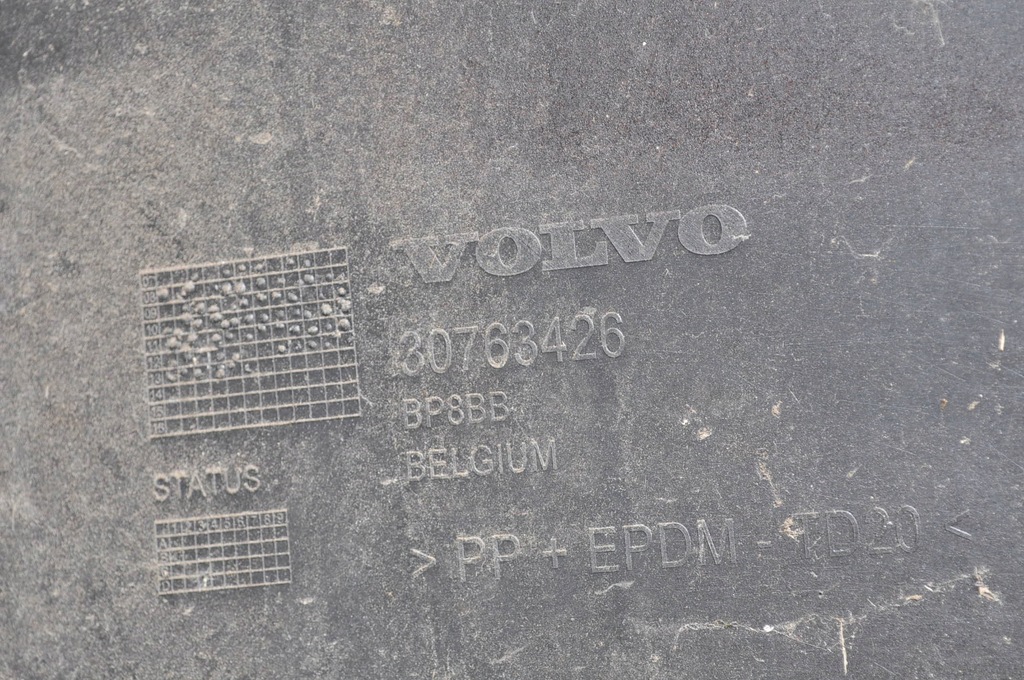 VOLVO
30763426
BP8BB
BELGIUM
STATUS
> PP + EPDM - TD20 <